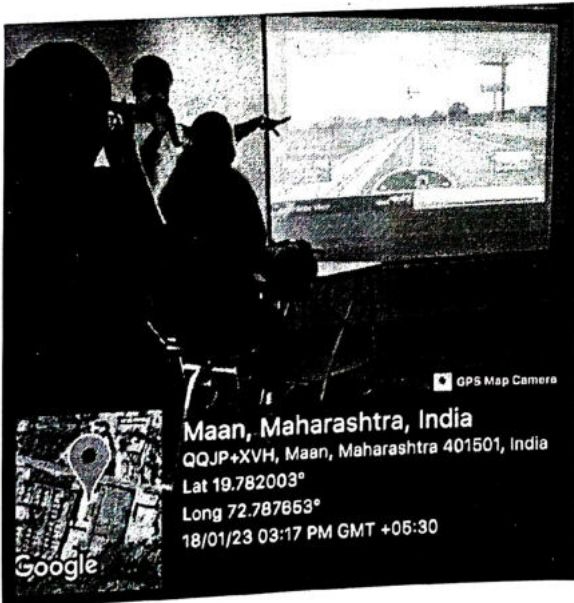 GPS Map Camera
Maan, Maharashtra, India
QQJP+XVH, Maan, Maharashtra 401501, India
Lat 19.782003°
Long 72.787653°
18/01/23 03:17 PM GMT +05:30
Google